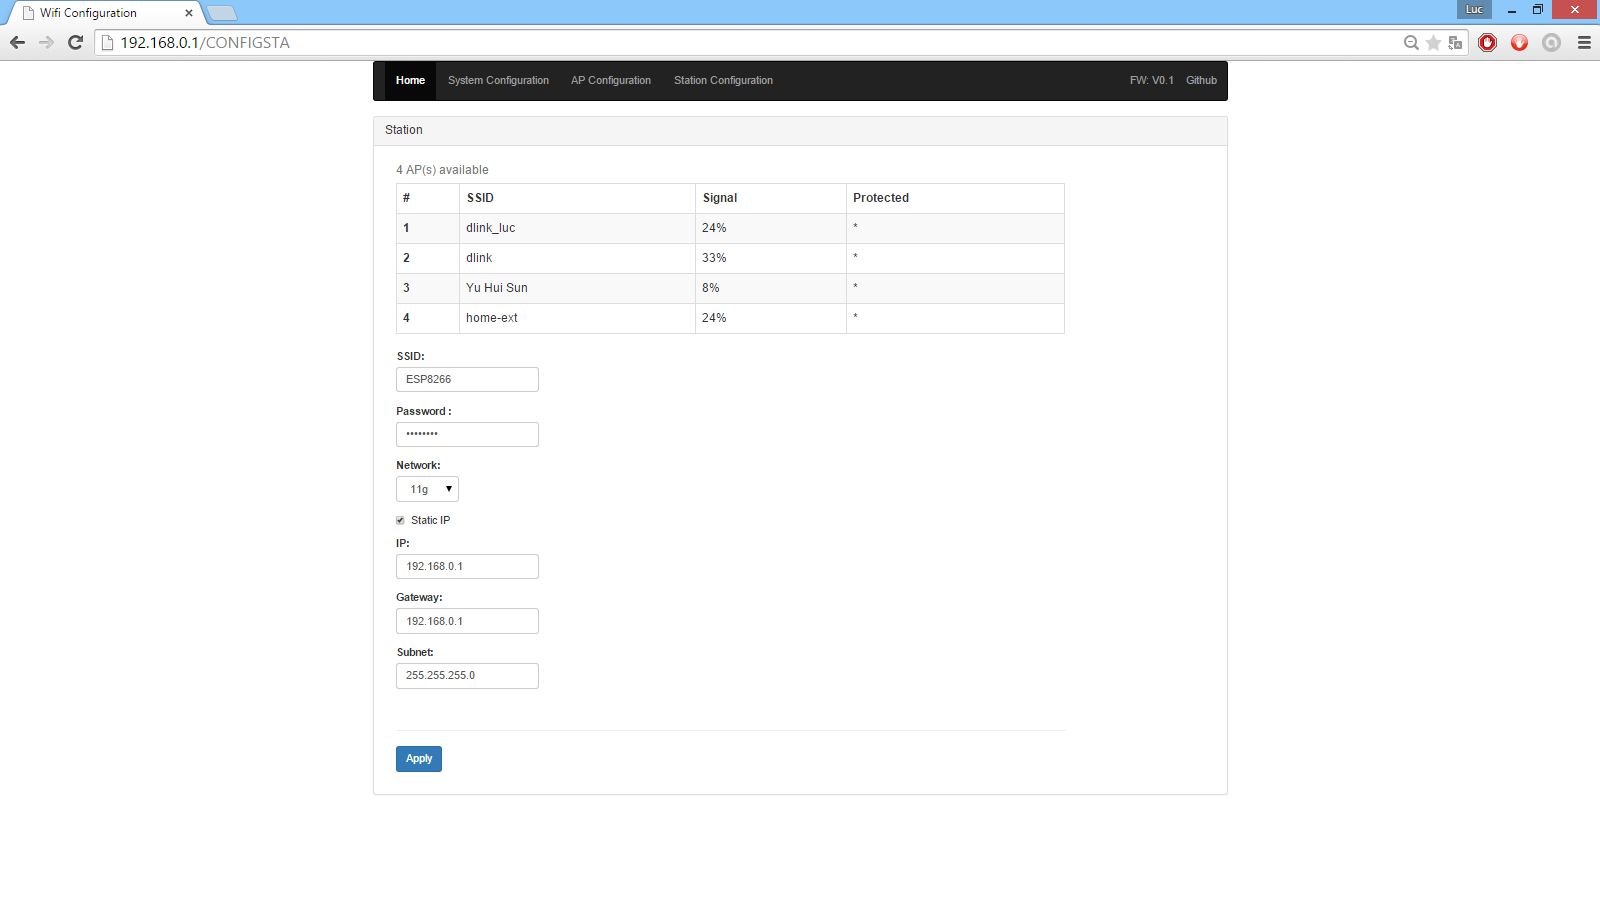 Wifi Configuration
Luc
192.168.0.1/CONFIGSTA
Home System Configuration AP Configuration Station Configuration FW: V0.1 Github
Station
4 AP(s) available
# SSID Signal Protected
1 dlink_luc 24% *
2 dlink 33% *
3 Yu Hui Sun 8% *
4 home-ext 24% *
SSID:
ESP8266
Password :
••••••••
Network:
11g
Static IP
IP:
192.168.0.1
Gateway:
192.168.0.1
Subnet:
255.255.255.0
Apply